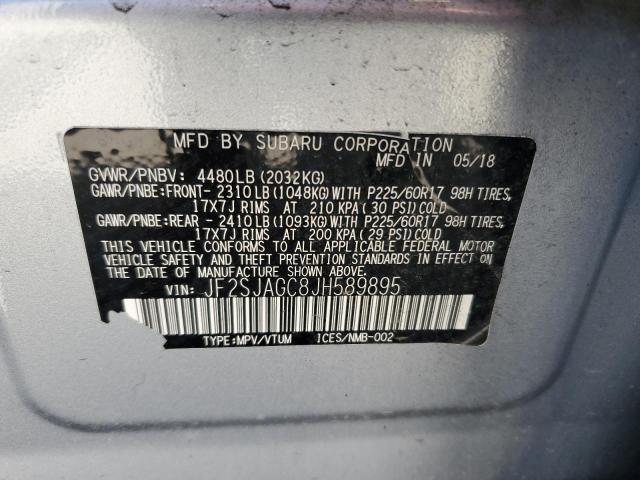 MFD BY SUBARU CORPORATION
MFD IN 05/18
GVWR/PNBV: 4480LB (2032KG)
GAWR/PNBE:FRONT- 2310LB (1048KG) WITH P225/60R17 98H TIRES,
17X7J RIMS AT 210 KPA (30 PSI) COLD
GAWR/PNBE:REAR - 2410LB (1093KG) WITH P225/60R17 98H TIRES,
17X7J RIMS AT 200 KPA (29 PSI) COLD
THIS VEHICLE CONFORMS TO ALL APPLICABLE FEDERAL MOTOR
VEHICLE SAFETY AND THEFT PREVENTION STANDARDS IN EFFECT
ON THE DATE OF MANUFACTURE SHOWN ABOVE.
VIN: JF2SJAGC8JH589895
TYPE:MPV/VTUM ICES/NMB-002